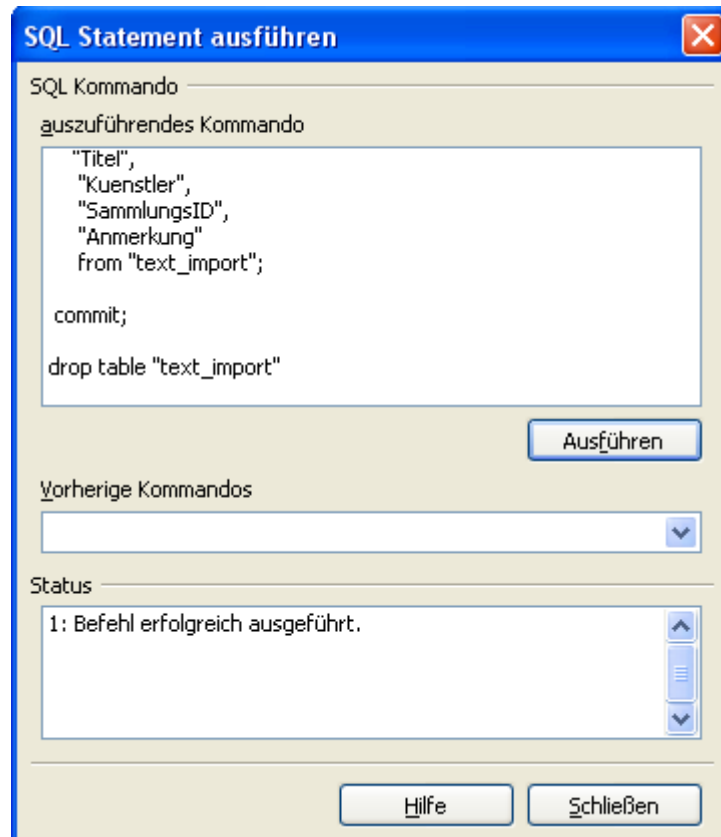 SQL Statement ausführen
SQL Kommando
auszuführendes Kommando
"Titel",
"Kuenstler",
"SammlungsID",
"Anmerkung"
from "text_import";
commit;
drop table "text_import"
Ausführen
Vorherige Kommandos
Status
1: Befehl erfolgreich ausgeführt.
Hilfe
Schließen